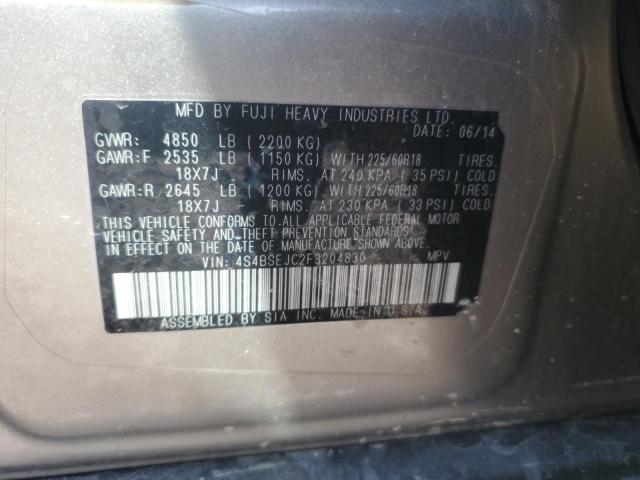 MFD BY FUJI HEAVY INDUSTRIES LTD.
DATE: 06/14
GVWR: 4850 LB (2200 KG)
GAWR:F 2535 LB (1150 KG) WITH 225/60R18 TIRES.
18X7J RIMS. AT 240 KPA (35 PSI) COLD
GAWR:R 2645 LB (1200 KG) WITH 225/60R18 TIRES.
18X7J RIMS. AT 230 KPA (33 PSI) COLD
THIS VEHICLE CONFORMS TO ALL APPLICABLE FEDERAL MOTOR
VEHICLE SAFETY AND THEFT PREVENTION STANDARDS
IN EFFECT ON THE DATE OF MANUFACTURE SHOWN ABOVE.
VIN: 4S4BSEJC2F3204830 MPV
ASSEMBLED BY SIA INC. MADE IN U.S.A.